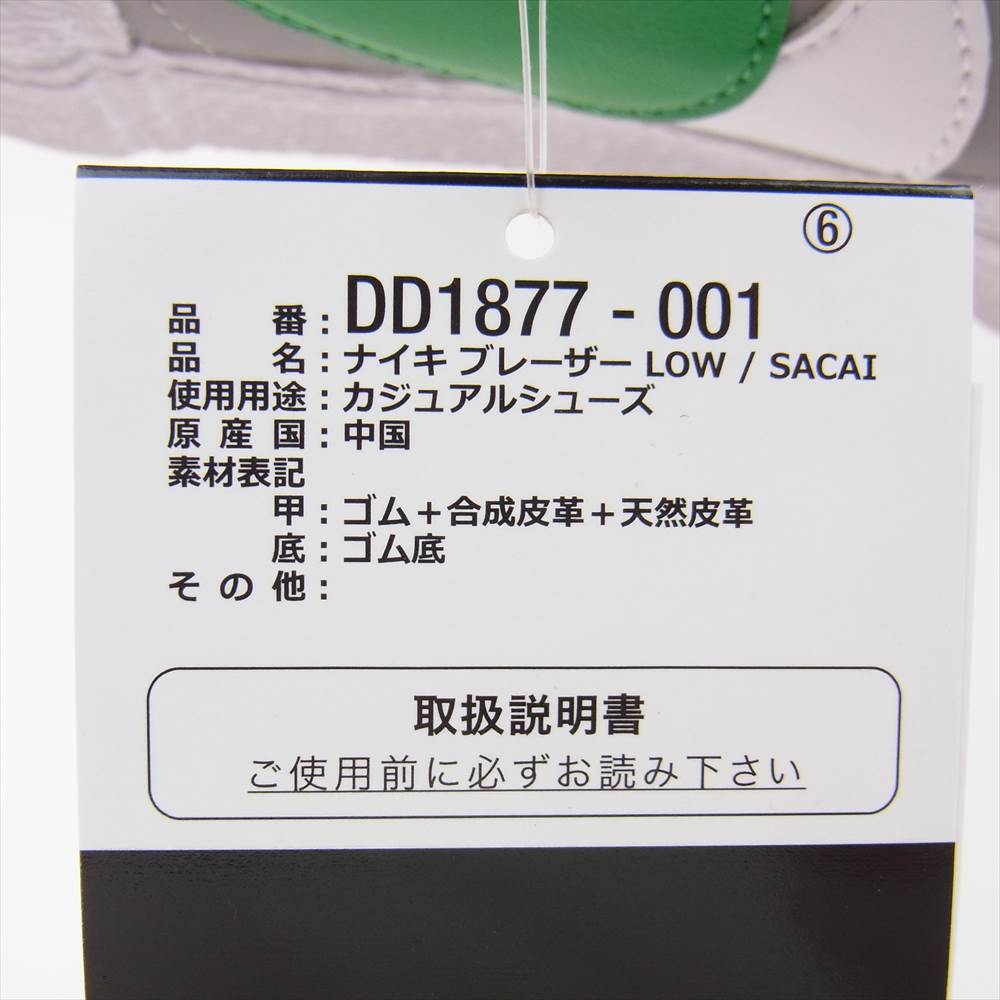 ⑥
品番：DD1877 - 001
品名：ナイキ ブレーザー LOW / SACAI
使用用途：カジュアルシューズ
原産国：中国
素材表記
甲：ゴム＋合成皮革＋天然皮革
底：ゴム底
その他：
取扱説明書
ご使用前に必ずお読み下さい